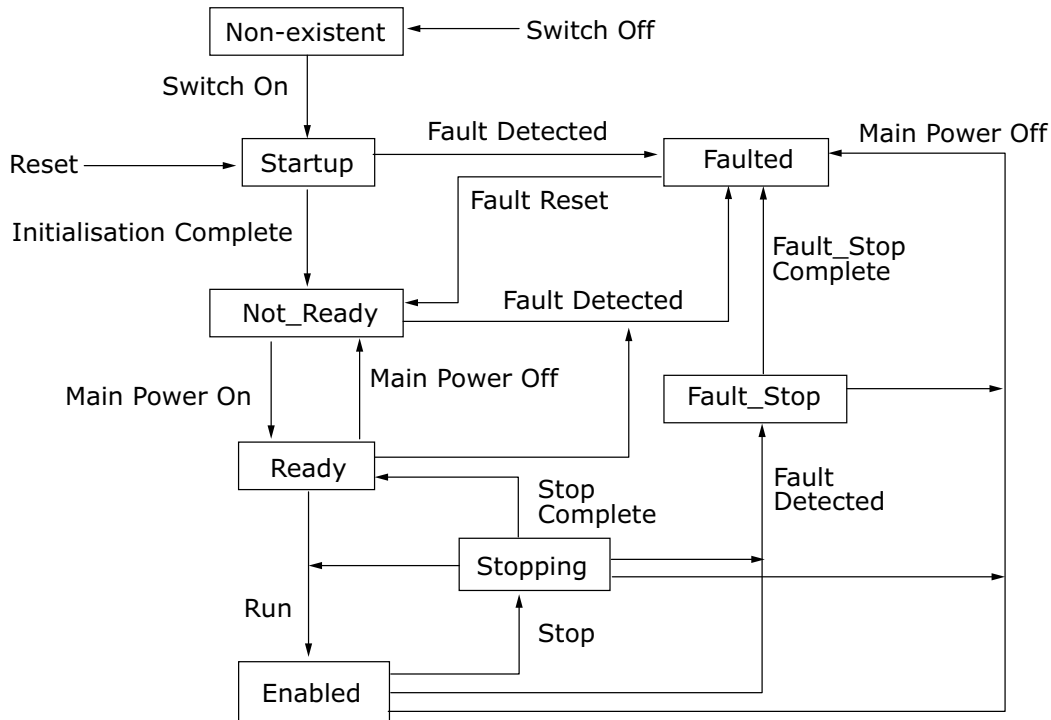 Non-existent
Switch Off
Switch On
Fault Detected
Main Power Off
Reset
Startup
Faulted
Fault Reset
Initialisation Complete
Fault_Stop
Complete
Not_Ready
Fault Detected
Main Power On
Main Power Off
Fault_Stop
Ready
Stop
Complete
Fault
Detected
Stopping
Run
Stop
Enabled